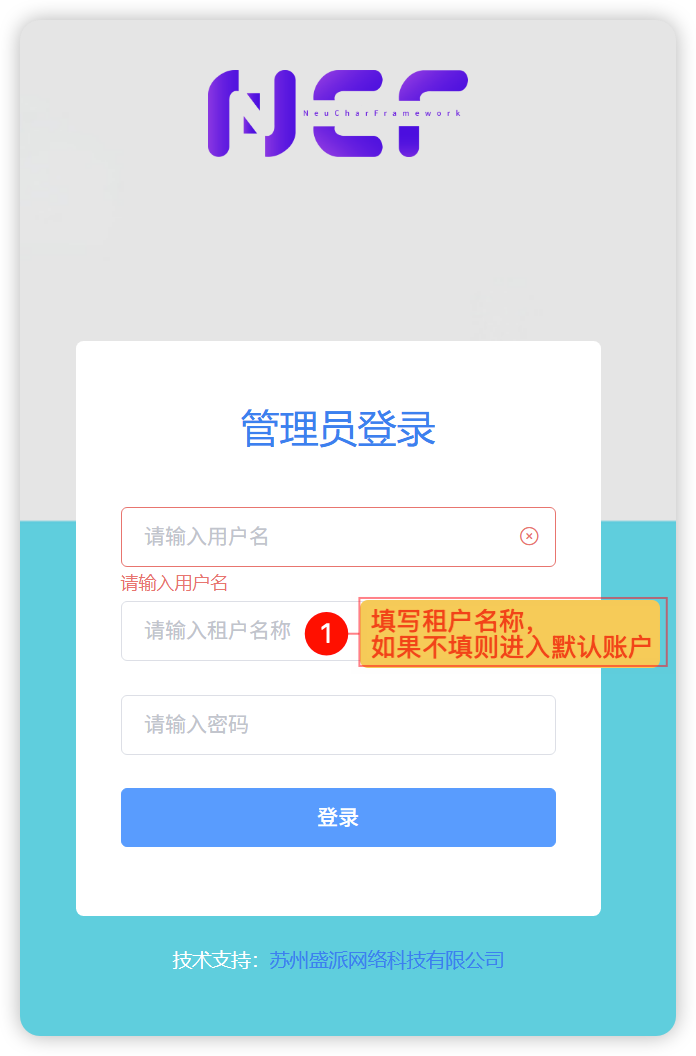 NCF
NeuCharFramework
管理员登录
请输入用户名
请输入用户名
请输入租户名称
1
填写租户名称，
如果不填则进入默认账户
请输入密码
登录
技术支持：苏州盛派网络科技有限公司